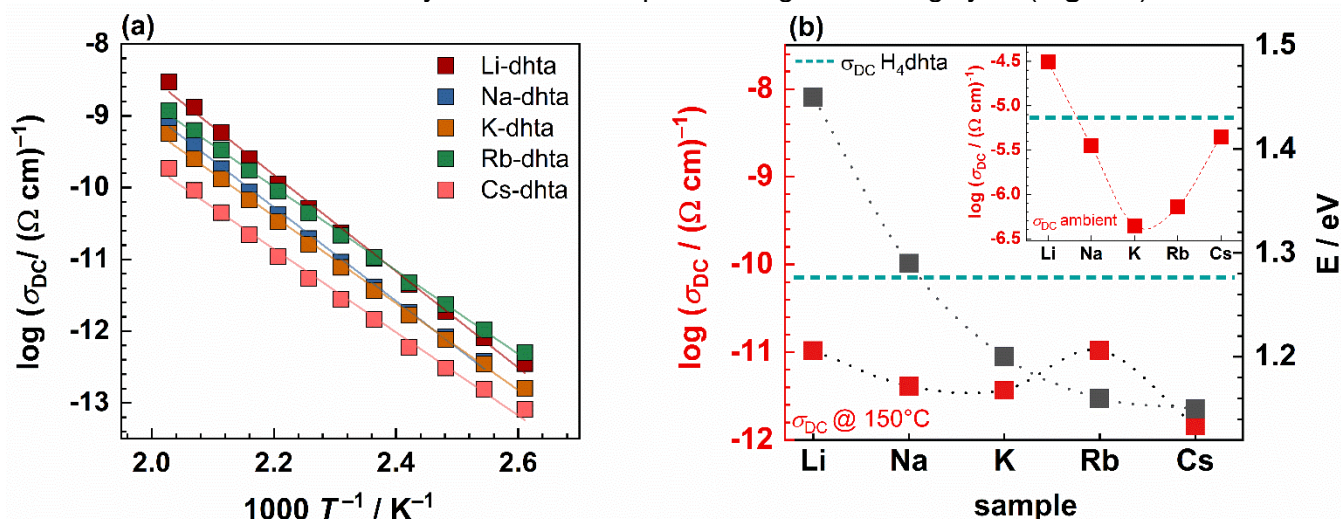 (a)
-8
-9
-10
-11
-12
-13
log (σDC/ (Ω cm)⁻¹)
Li-dhta
Na-dhta
K-dhta
Rb-dhta
Cs-dhta
2.0 2.2 2.4 2.6
1000 T⁻¹ / K⁻¹
(b)
-8
-9
-10
-11
-12
log (σDC / (Ω cm)⁻¹)
σDC H₄dhta
-4.5
-5.0
-5.5
-6.0
-6.5
log (σDC / (Ω cm)⁻¹)
σDC ambient
Li Na K Rb Cs
1.5
1.4
1.3
1.2
E / eV
σDC @ 150°C
Li Na K Rb Cs
sample